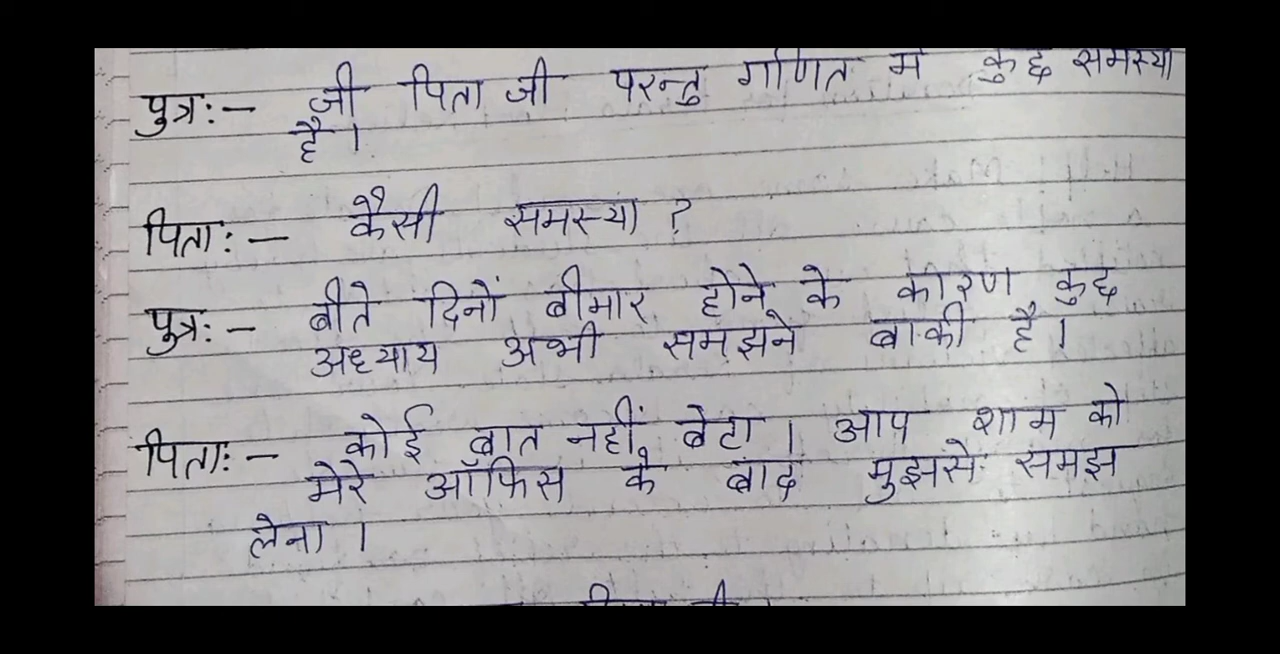 पुत्र:- जी पिता जी परन्तु गणित में कुछ समस्या
है।
पिता:- कैसी समस्या ?
पुत्र:- बीते दिनों बीमार होने के कारण कुछ
अध्याय अभी समझने बाकी है।
पिता:- कोई बात नहीं बेटा । आप शाम को
मेरे ऑफिस के बाद मुझसे समझ
लेना ।